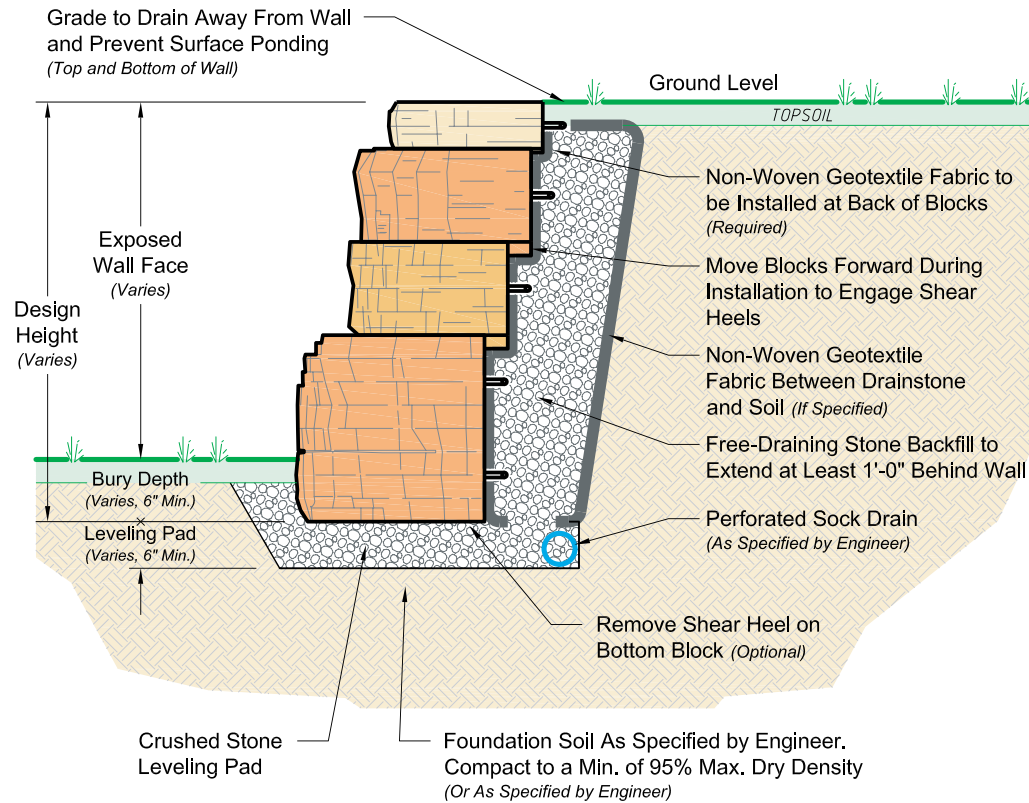 Grade to Drain Away From Wall
and Prevent Surface Ponding
(Top and Bottom of Wall)
Ground Level
TOPSOIL
Non-Woven Geotextile Fabric to
be Installed at Back of Blocks
(Required)
Exposed
Wall Face
(Varies)
Move Blocks Forward During
Installation to Engage Shear
Heels
Design
Height
(Varies)
Non-Woven Geotextile
Fabric Between Drainstone
and Soil (If Specified)
Free-Draining Stone Backfill to
Extend at Least 1'-0" Behind Wall
Bury Depth
(Varies, 6" Min.)
Leveling Pad
(Varies, 6" Min.)
Perforated Sock Drain
(As Specified by Engineer)
Remove Shear Heel on
Bottom Block (Optional)
Crushed Stone
Leveling Pad
Foundation Soil As Specified by Engineer.
Compact to a Min. of 95% Max. Dry Density
(Or As Specified by Engineer)